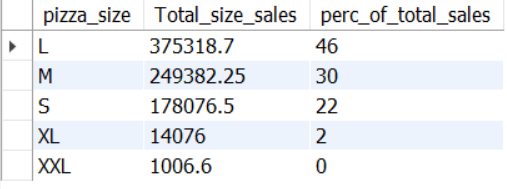 pizza_size Total_size_sales perc_of_total_sales
L 375318.7 46
M 249382.25 30
S 178076.5 22
XL 14076 2
XXL 1006.6 0